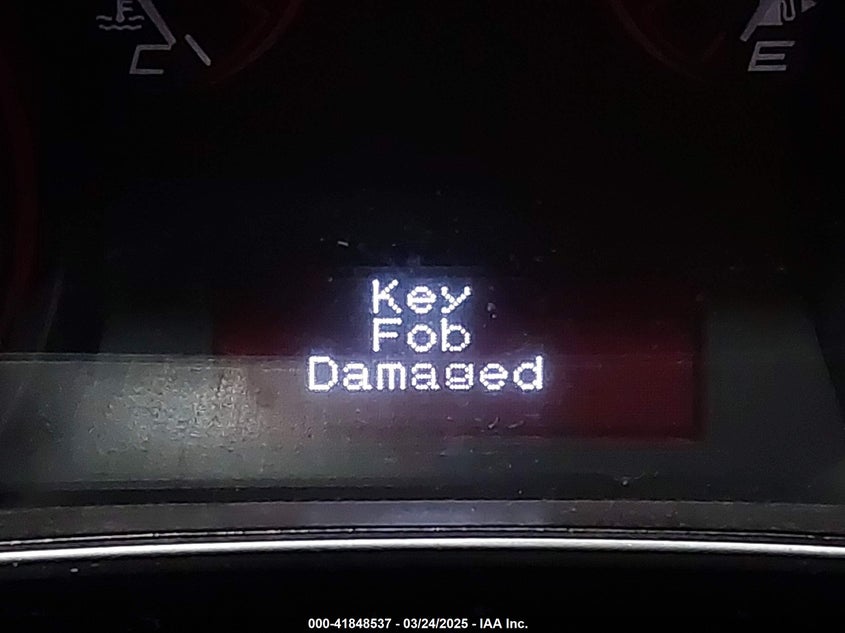 C
E
Key
Fob
Damaged
000-41848537 - 03/24/2025 - IAA Inc.